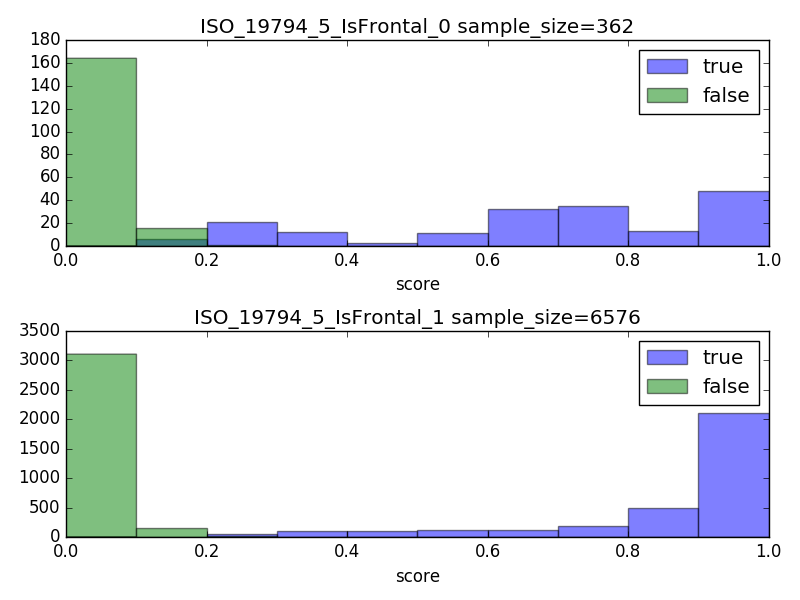 ISO_19794_5_IsFrontal_0 sample_size=362
180
160
140
120
100
80
60
40
20
0
true
false
0.0 0.2 0.4 0.6 0.8 1.0
score
ISO_19794_5_IsFrontal_1 sample_size=6576
3500
3000
2500
2000
1500
1000
500
0
true
false
0.0 0.2 0.4 0.6 0.8 1.0
score